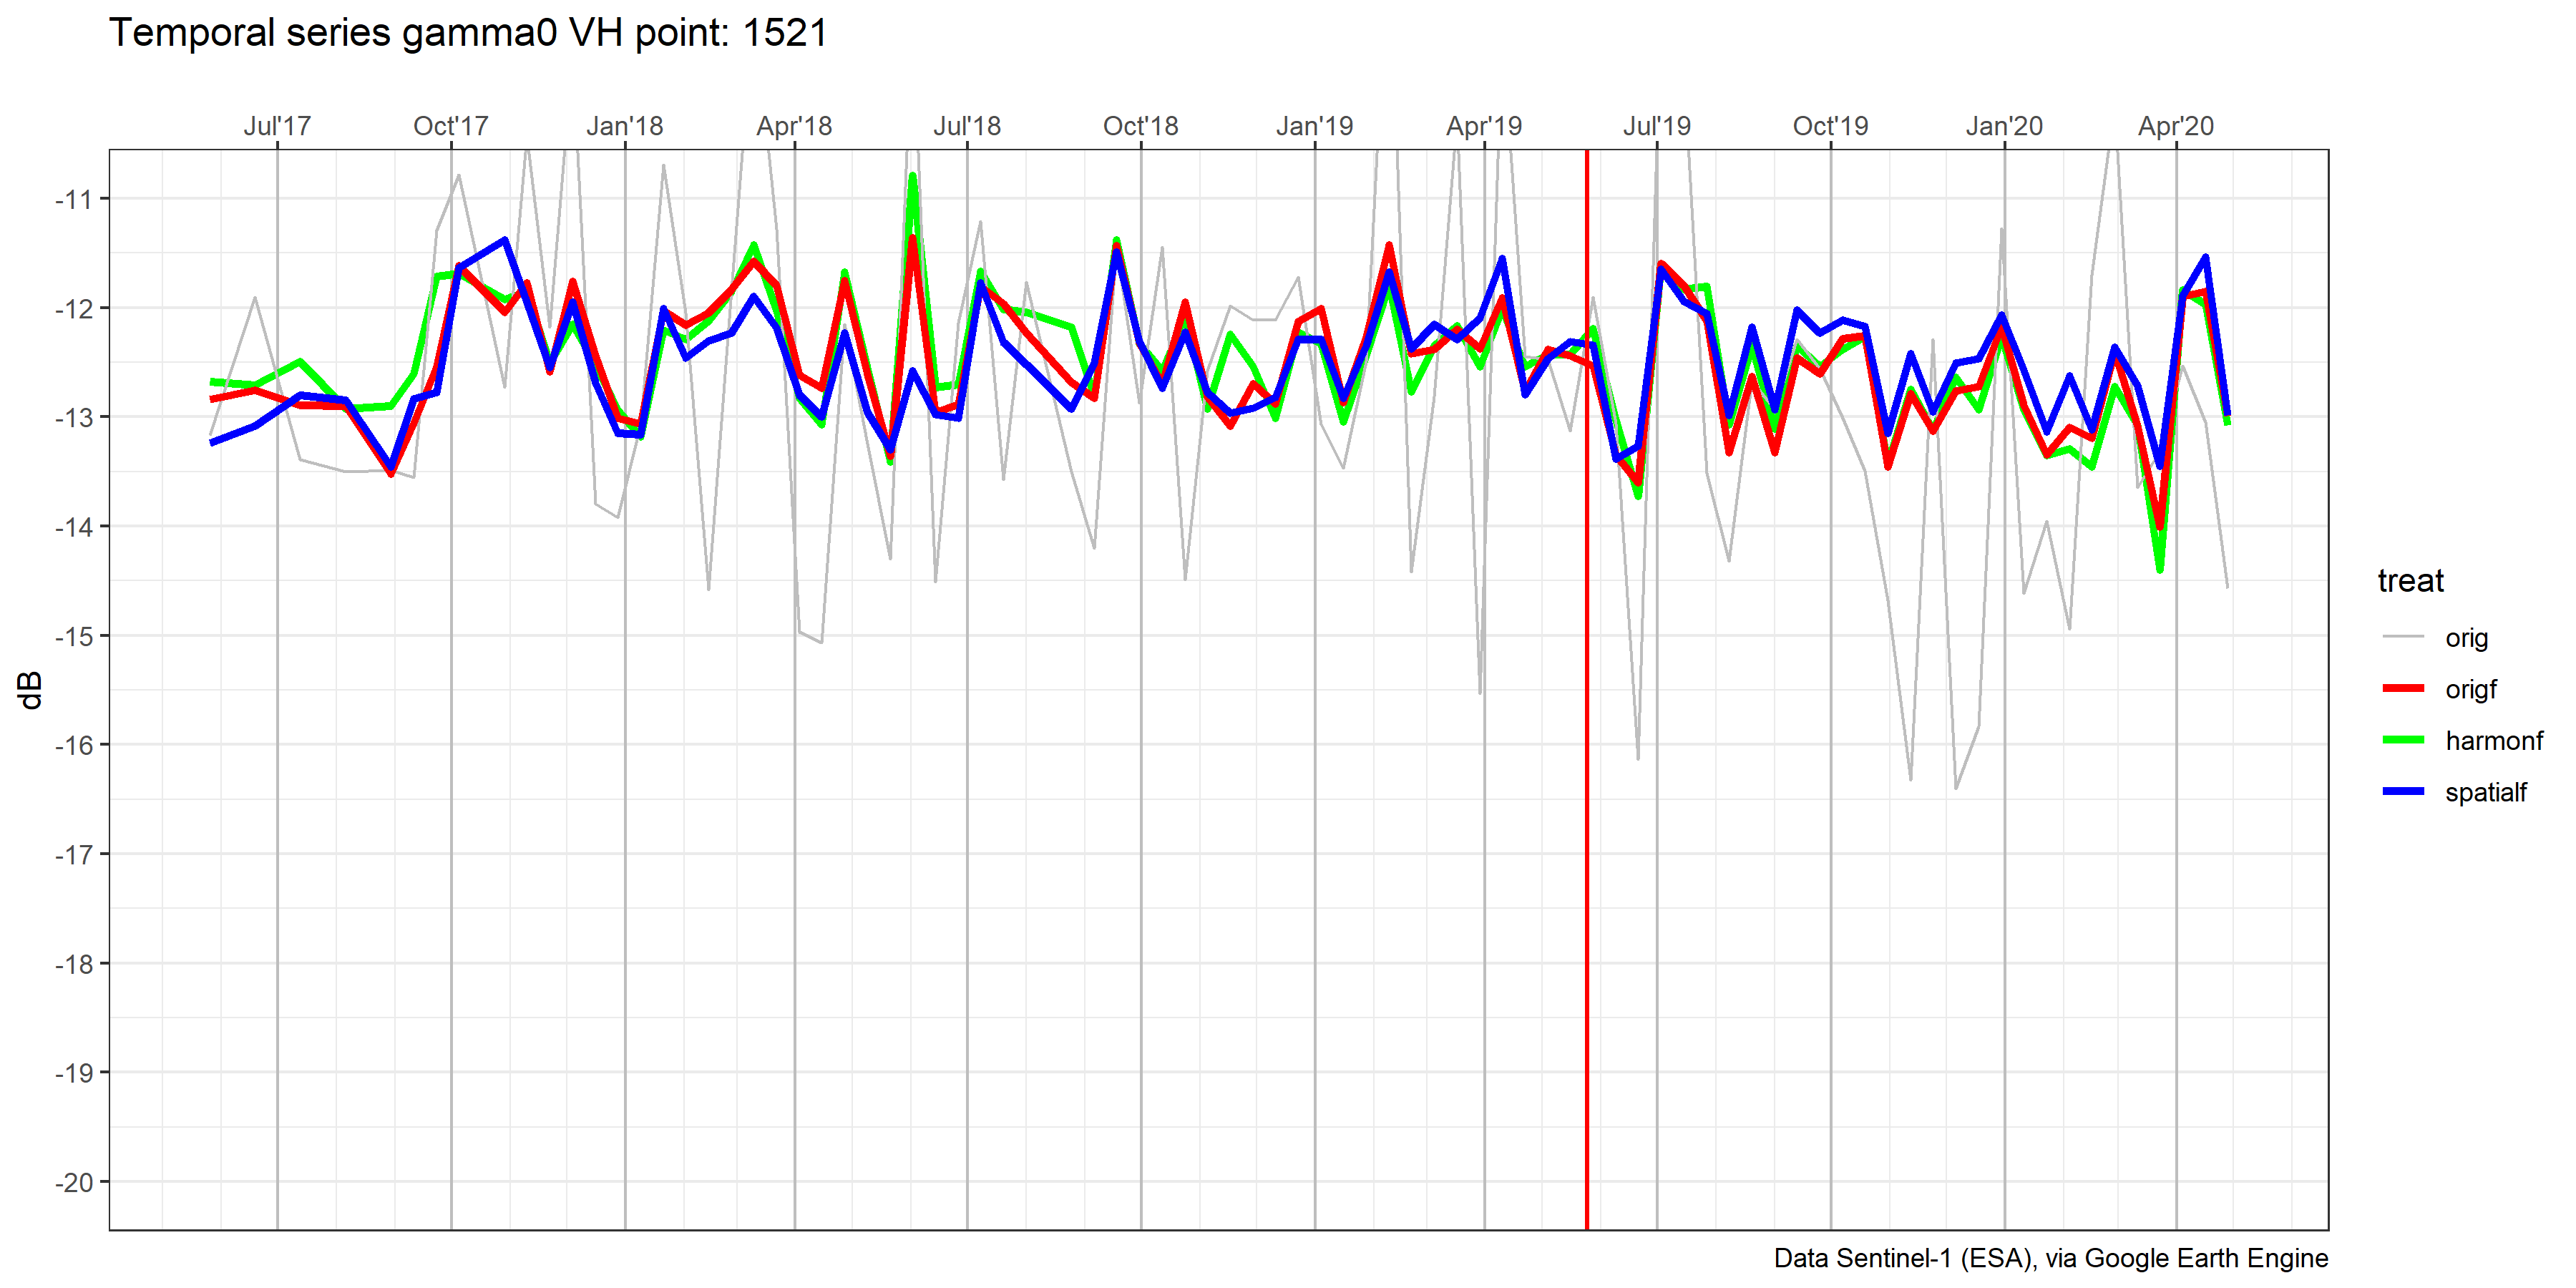 Temporal series gamma0 VH point: 1521
Jul'17 Oct'17 Jan'18 Apr'18 Jul'18 Oct'18 Jan'19 Apr'19 Jul'19 Oct'19 Jan'20 Apr'20
-11
-12
-13
-14
-15
-16
-17
-18
-19
-20
dB
treat
orig
origf
harmonf
spatialf
Data Sentinel-1 (ESA), via Google Earth Engine